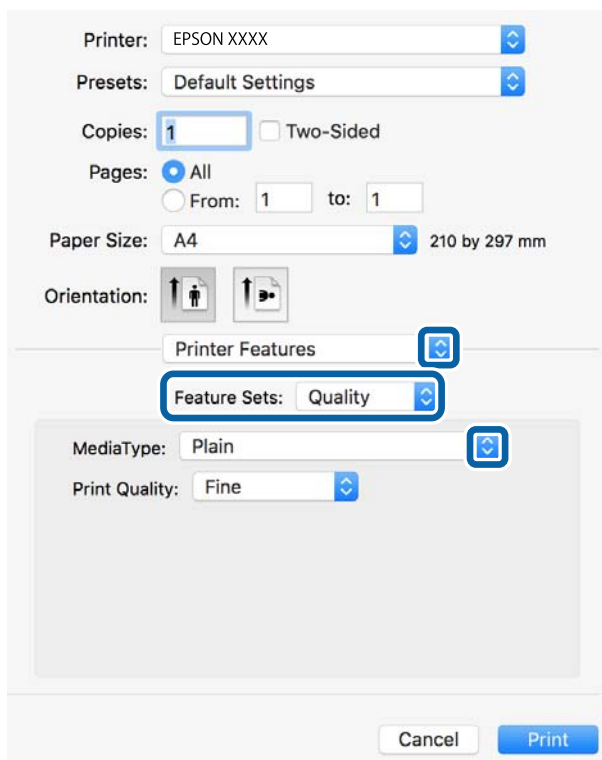 Printer: EPSON XXXX
Presets: Default Settings
Copies: 1 Two-Sided
Pages: All
From: 1 to: 1
Paper Size: A4 210 by 297 mm
Orientation:
Printer Features
Feature Sets: Quality
MediaType: Plain
Print Quality: Fine
Cancel Print